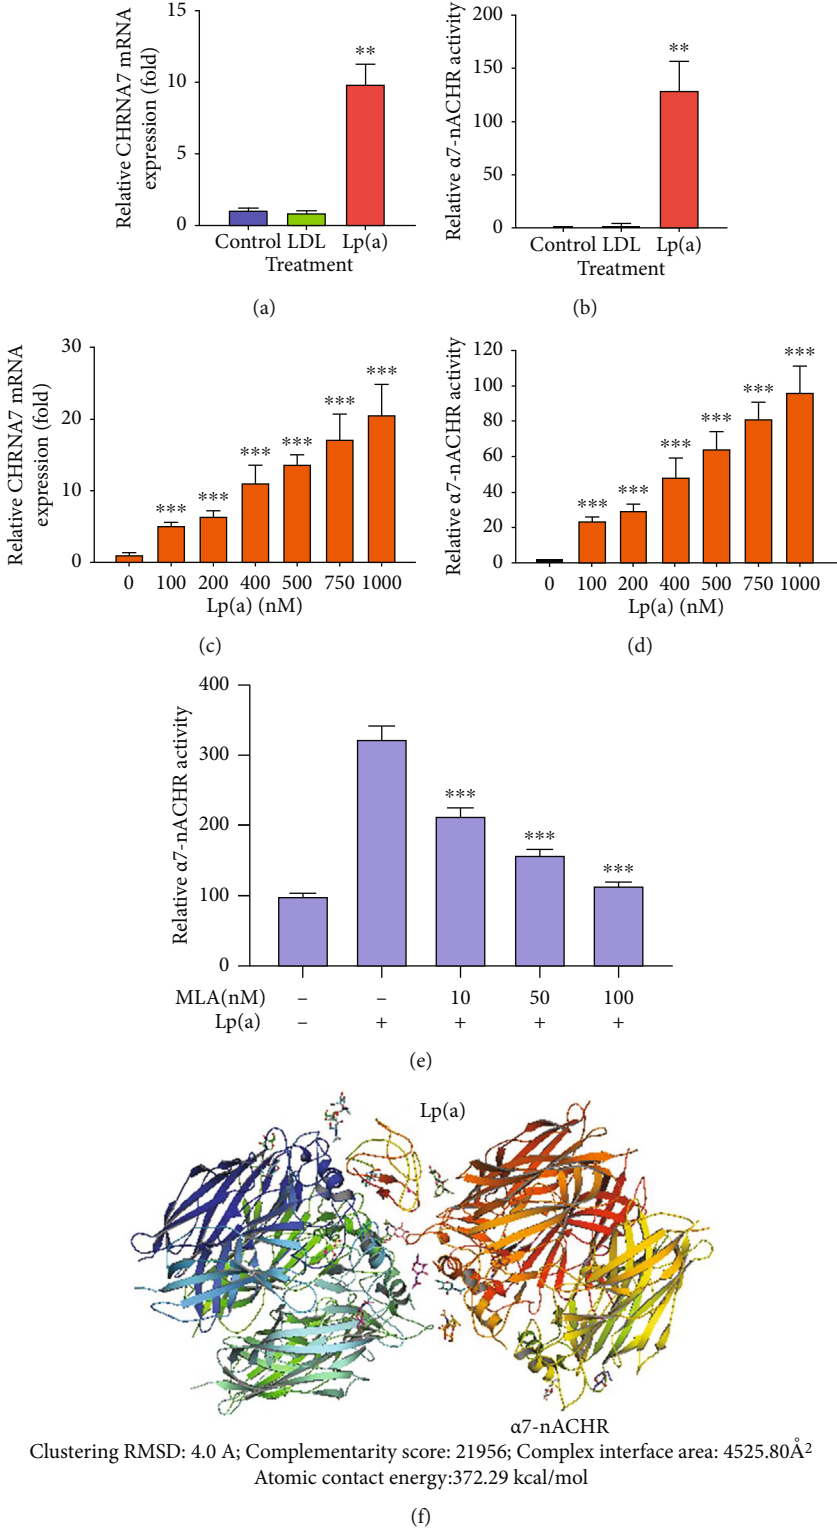 Relative CHRNA7 mRNA
expression (fold)
15
10
5
0
**
Control LDL Lp(a)
Treatment
(a)
Relative α7-nACHR activity
200
150
100
50
0
**
Control LDL Lp(a)
Treatment
(b)
Relative CHRNA7 mRNA
expression (fold)
30
20
10
0
*** *** *** *** *** ***
0 100 200 400 500 750 1000
Lp(a) (nM)
(c)
Relative α7-nACHR activity
120
100
80
60
40
20
0
*** *** *** *** *** ***
0 100 200 400 500 750 1000
Lp(a) (nM)
(d)
Relative α7-nACHR activity
400
300
200
100
0
*** *** ***
MLA(nM) – – 10 50 100
Lp(a) – + + + +
(e)
Lp(a)
α7-nACHR
Clustering RMSD: 4.0 A; Complementarity score: 21956; Complex interface area: 4525.80Å2
Atomic contact energy:372.29 kcal/mol
(f)